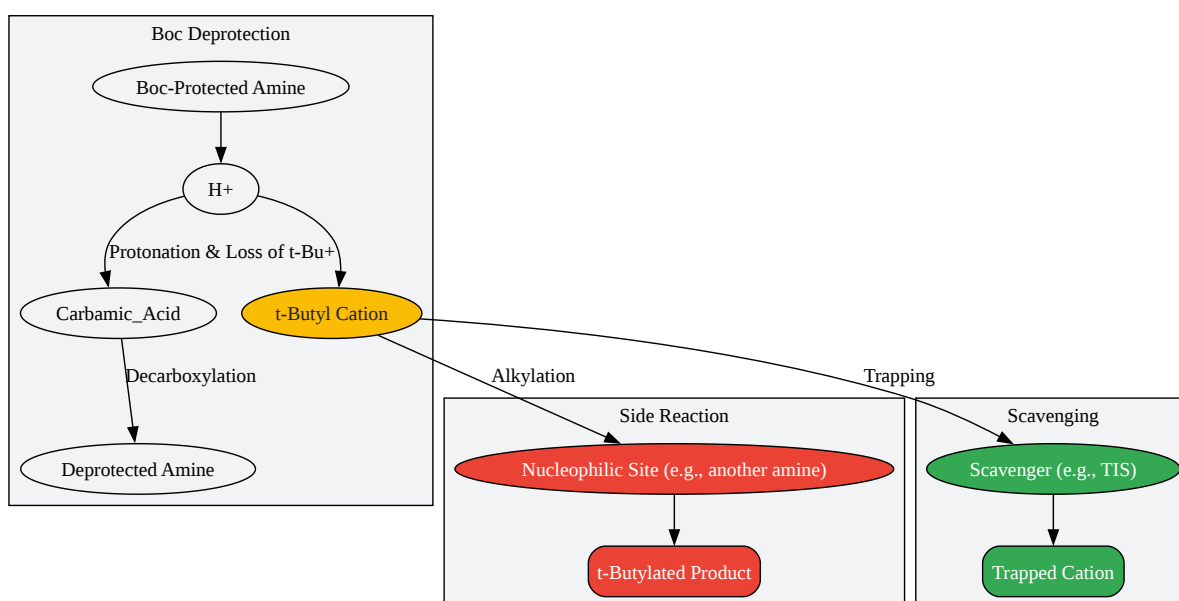 Boc Deprotection
Boc-Protected Amine
H+
Protonation & Loss of t-Bu+
Carbamic_Acid
t-Butyl Cation
Decarboxylation
Alkylation
Trapping
Deprotected Amine
Side Reaction
Nucleophilic Site (e.g., another amine)
t-Butylated Product
Scavenging
Scavenger (e.g., TIS)
Trapped Cation